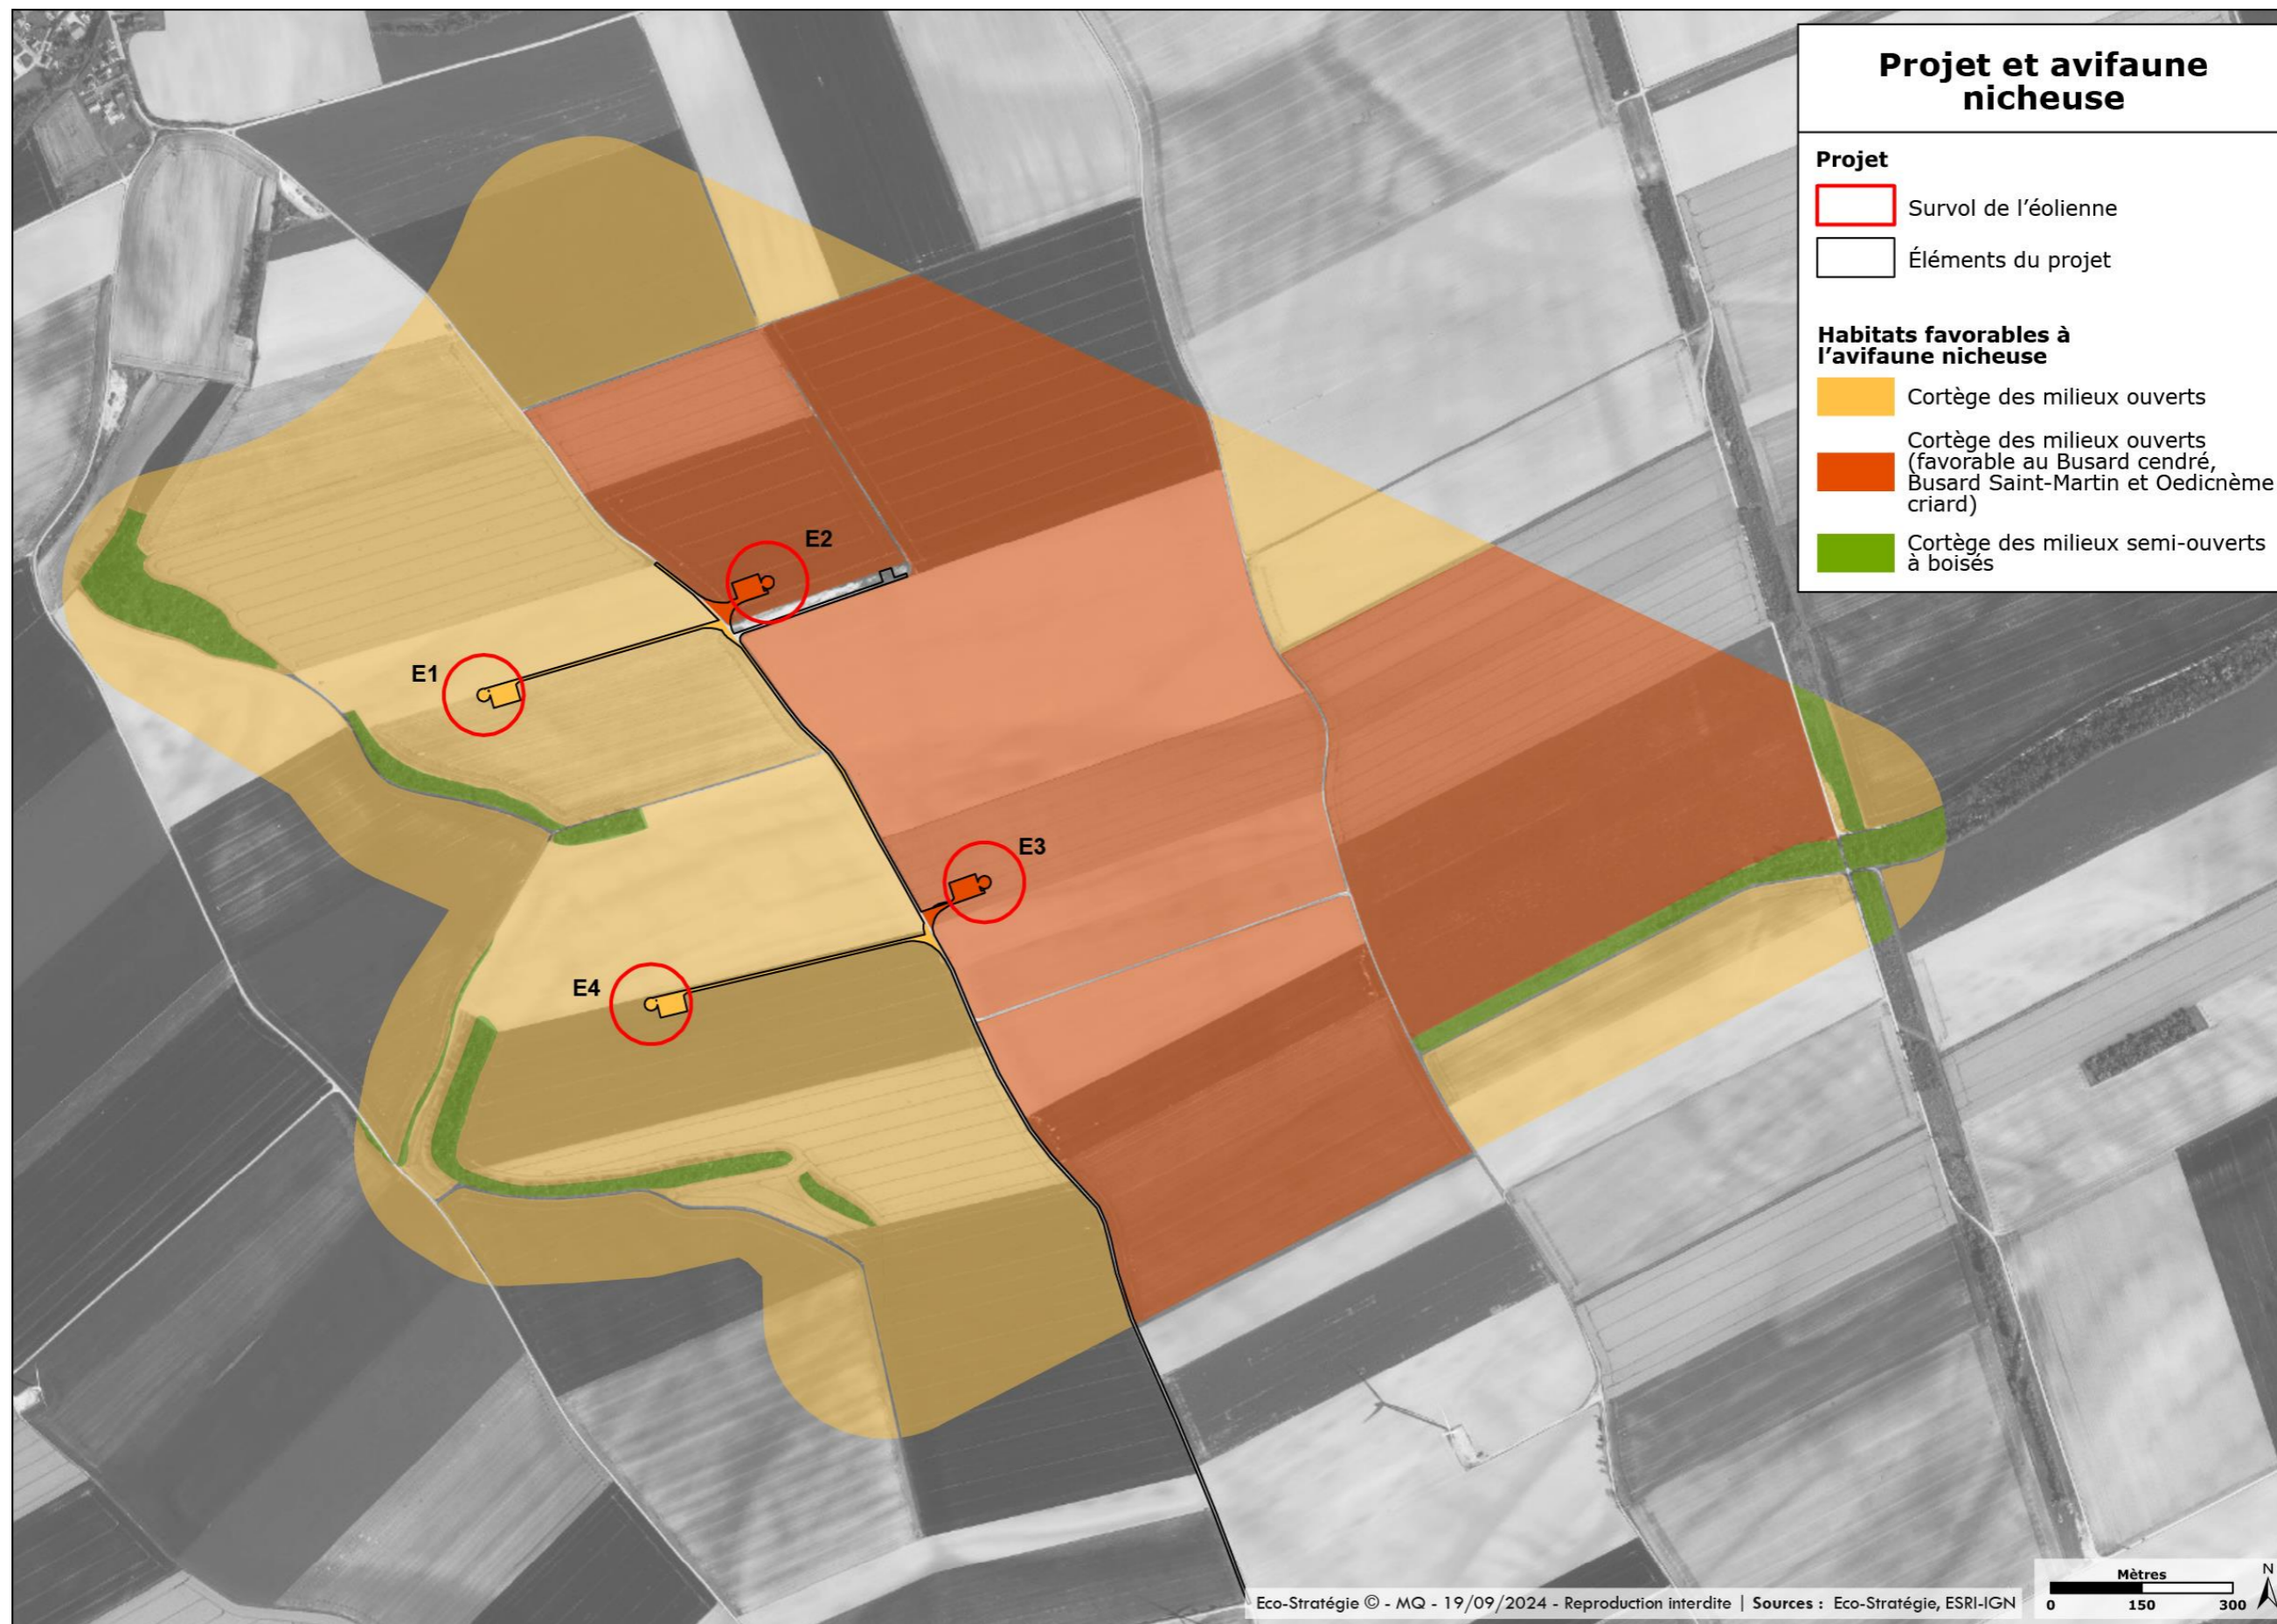 Projet et avifaune
nicheuse
Projet
Survol de l'éolienne
Éléments du projet
Habitats favorables à
l'avifaune nicheuse
Cortège des milieux ouverts
Cortège des milieux ouverts
(favorable au Busard cendré,
Busard Saint-Martin et Oedicnème
criard)
Cortège des milieux semi-ouverts
à boisés
E2
E1
E3
E4
Eco-Stratégie © - MQ - 19/09/2024 - Reproduction interdite | Sources : Eco-Stratégie, ESRI-IGN
Mètres
N
0 150 300